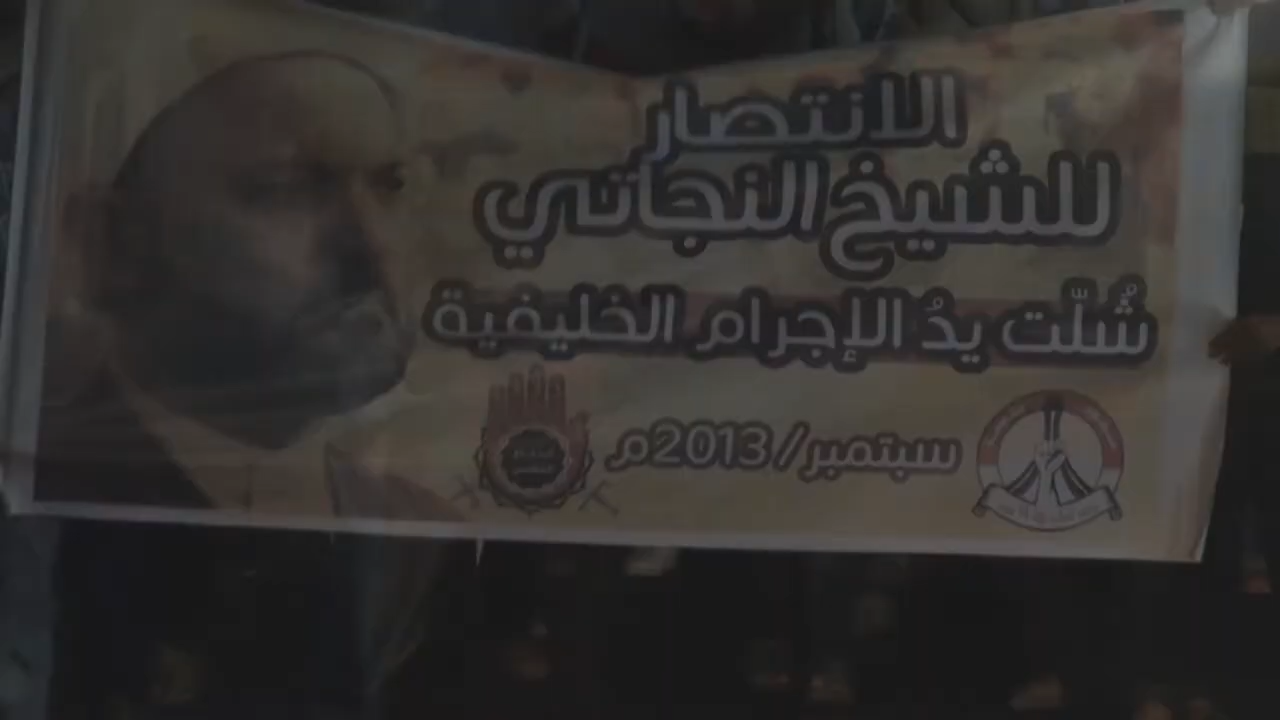 الانتصار
للشيخ النجاتي
شُلّت يدُ الإجرام الخليفية
سبتمبر/2013م